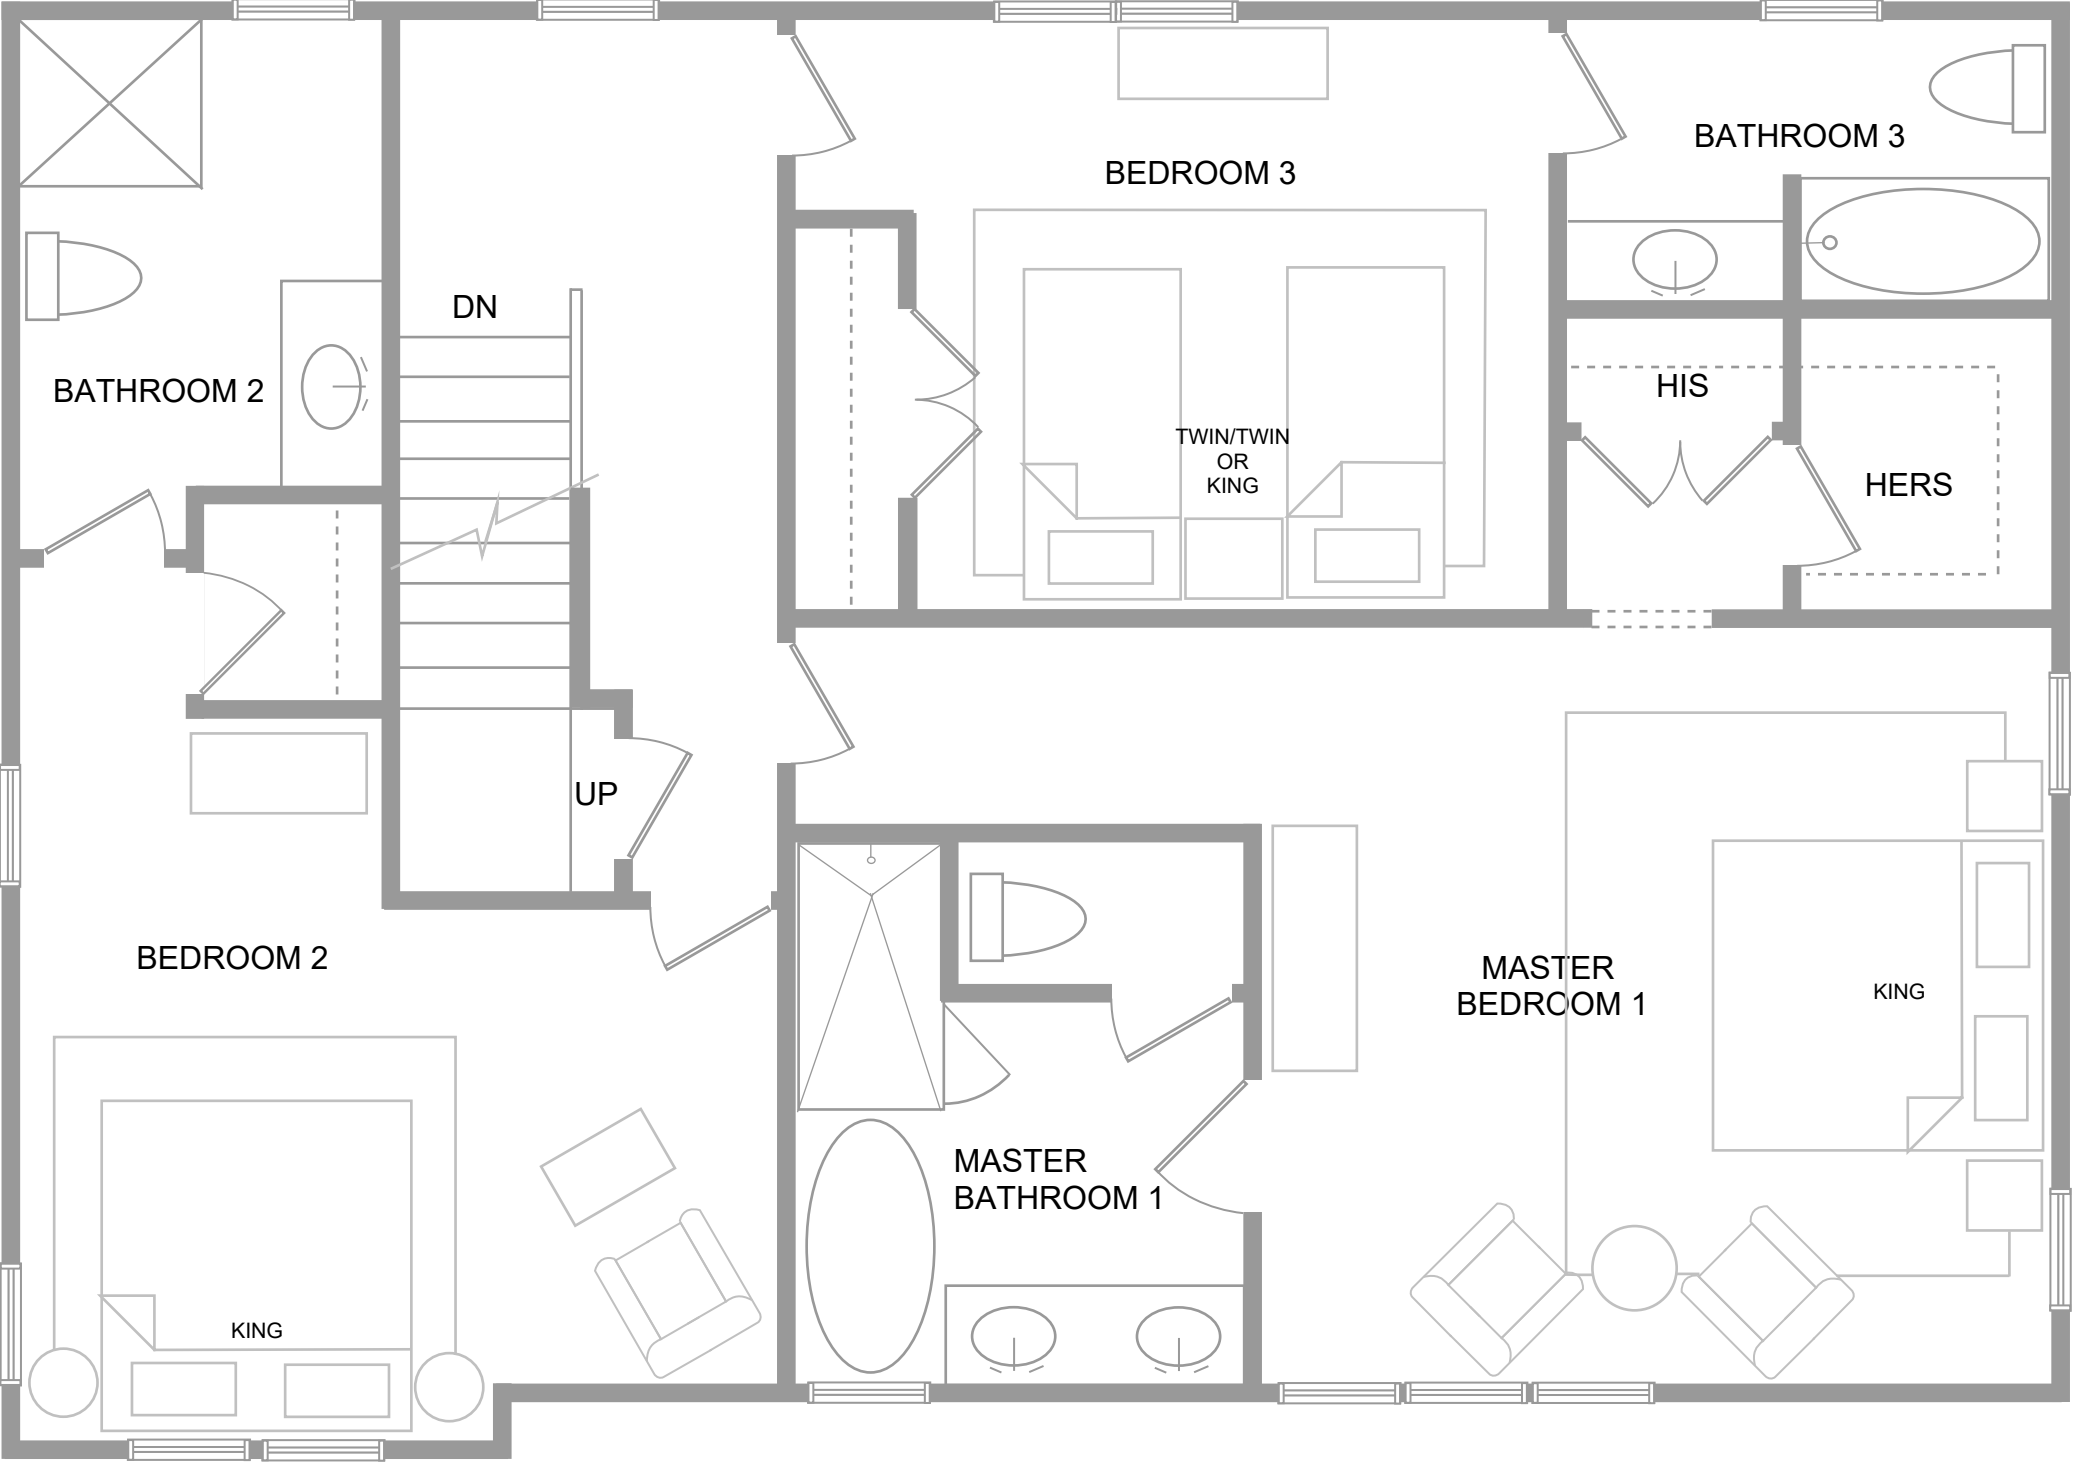 BATHROOM 3
BEDROOM 3
DN
BATHROOM 2
HIS
TWIN/TWIN
OR
KING
HERS
UP
BEDROOM 2
MASTER
BEDROOM 1
KING
MASTER
BATHROOM 1
KING